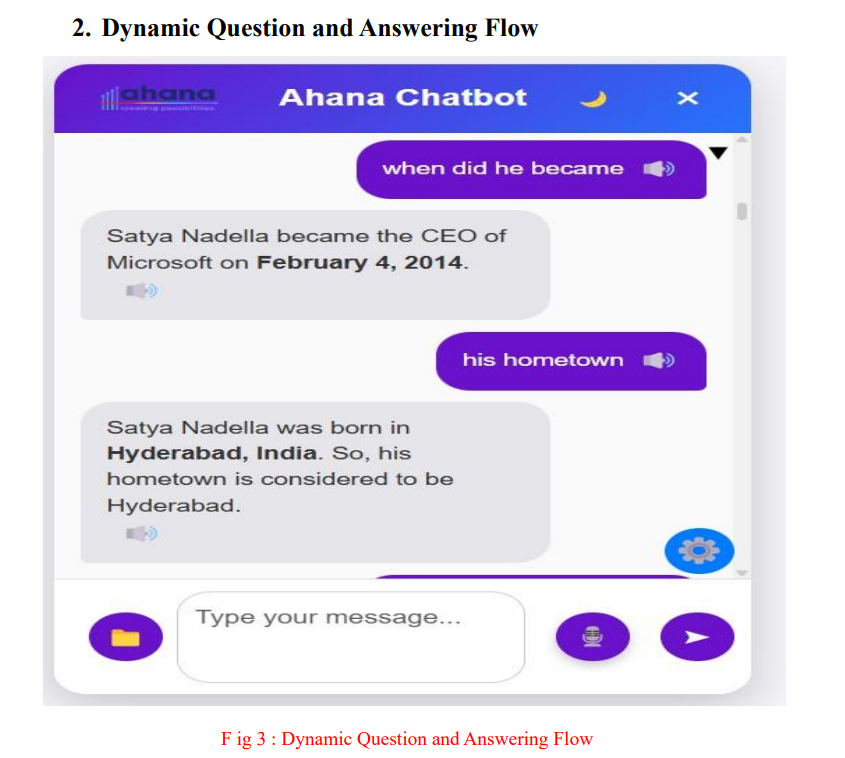 2. Dynamic Question and Answering Flow
ahana
creating possibilities
Ahana Chatbot
when did he became
Satya Nadella became the CEO of
Microsoft on February 4, 2014.
his hometown
Satya Nadella was born in
Hyderabad, India. So, his
hometown is considered to be
Hyderabad.
Type your message...
F ig 3 : Dynamic Question and Answering Flow